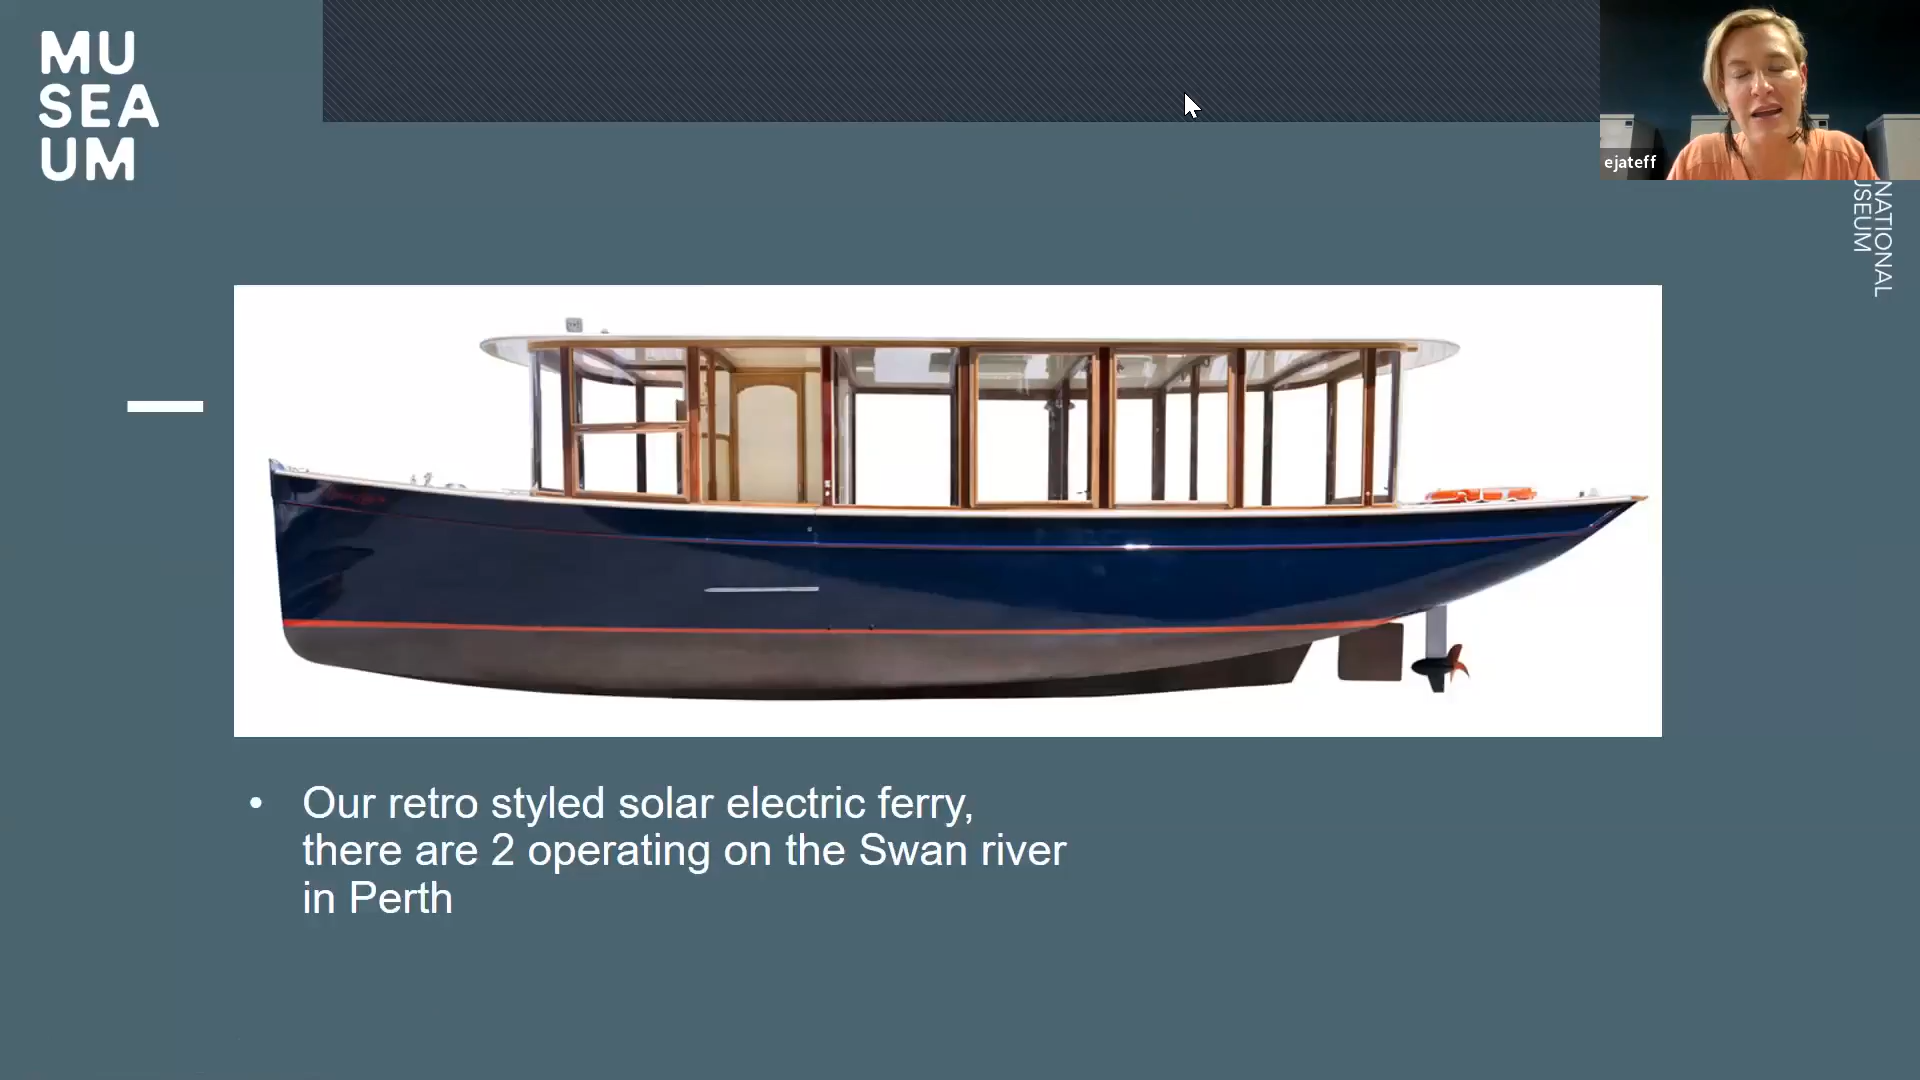 MU
SEA
UM
ejateff
NATIONAL
USEUM
• Our retro styled solar electric ferry,
there are 2 operating on the Swan river
in Perth